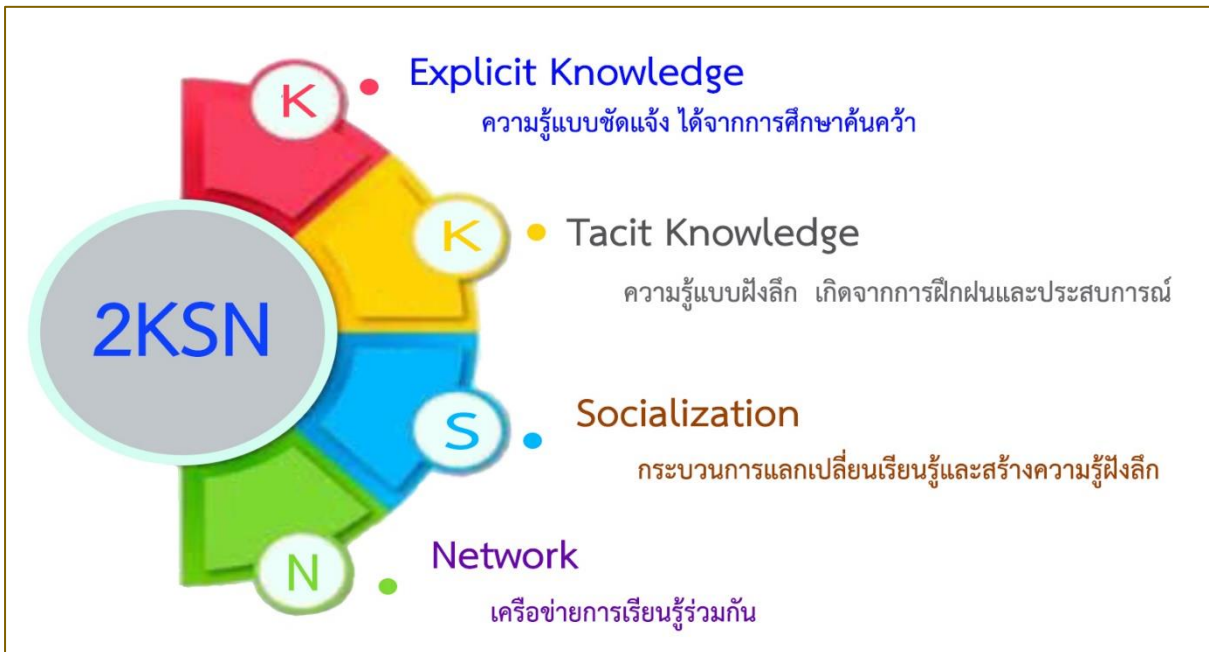 K
Explicit Knowledge
ความรู้แบบชัดแจ้ง ได้จากการศึกษาค้นคว้า
K
Tacit Knowledge
ความรู้แบบฝังลึก เกิดจากการฝึกฝนและประสบการณ์
2KSN
S
Socialization
กระบวนการแลกเปลี่ยนเรียนรู้และสร้างความรู้ฝังลึก
N
Network
เครือข่ายการเรียนรู้ร่วมกัน